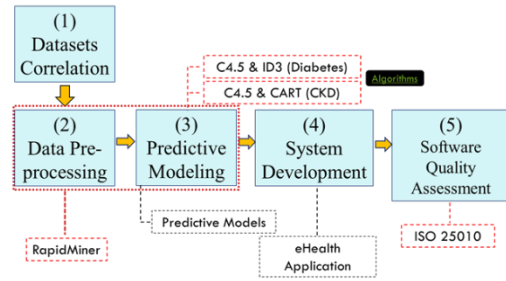 (1)
Datasets
Correlation
C4.5 & ID3 (Diabetes)
C4.5 & CART (CKD)
Algorithms
(2)
Data Pre-
processing
(3)
Predictive
Modeling
(4)
System
Development
(5)
Software
Quality
Assessment
RapidMiner
Predictive Models
eHealth
Application
ISO 25010